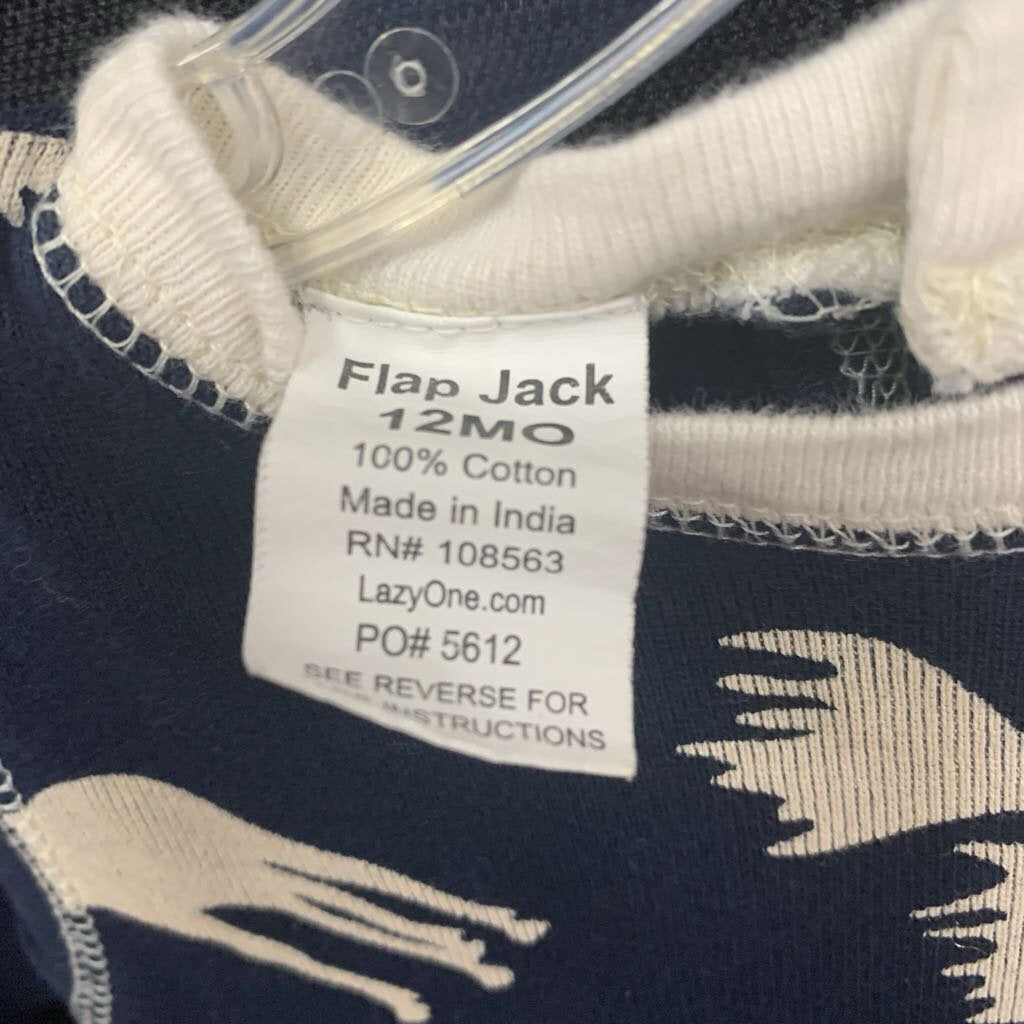 Flap Jack
12MO
100% Cotton
Made in India
RN# 108563
LazyOne.com
PO# 5612
SEE REVERSE FOR
INSTRUCTIONS